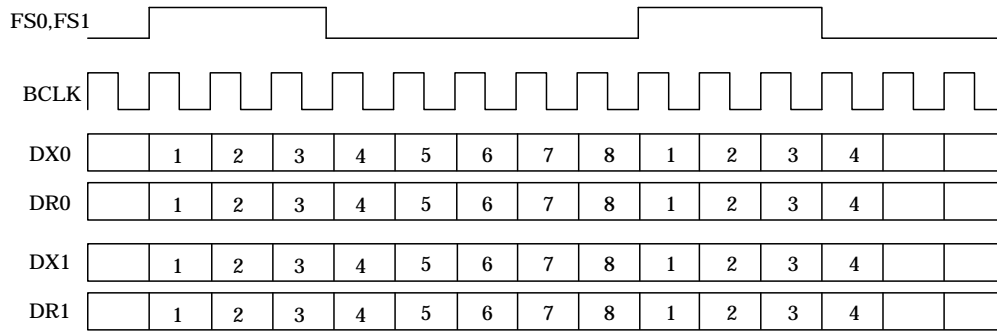 FS0,FS1
BCLK
DX0 1 2 3 4 5 6 7 8 1 2 3 4
DR0 1 2 3 4 5 6 7 8 1 2 3 4
DX1 1 2 3 4 5 6 7 8 1 2 3 4
DR1 1 2 3 4 5 6 7 8 1 2 3 4